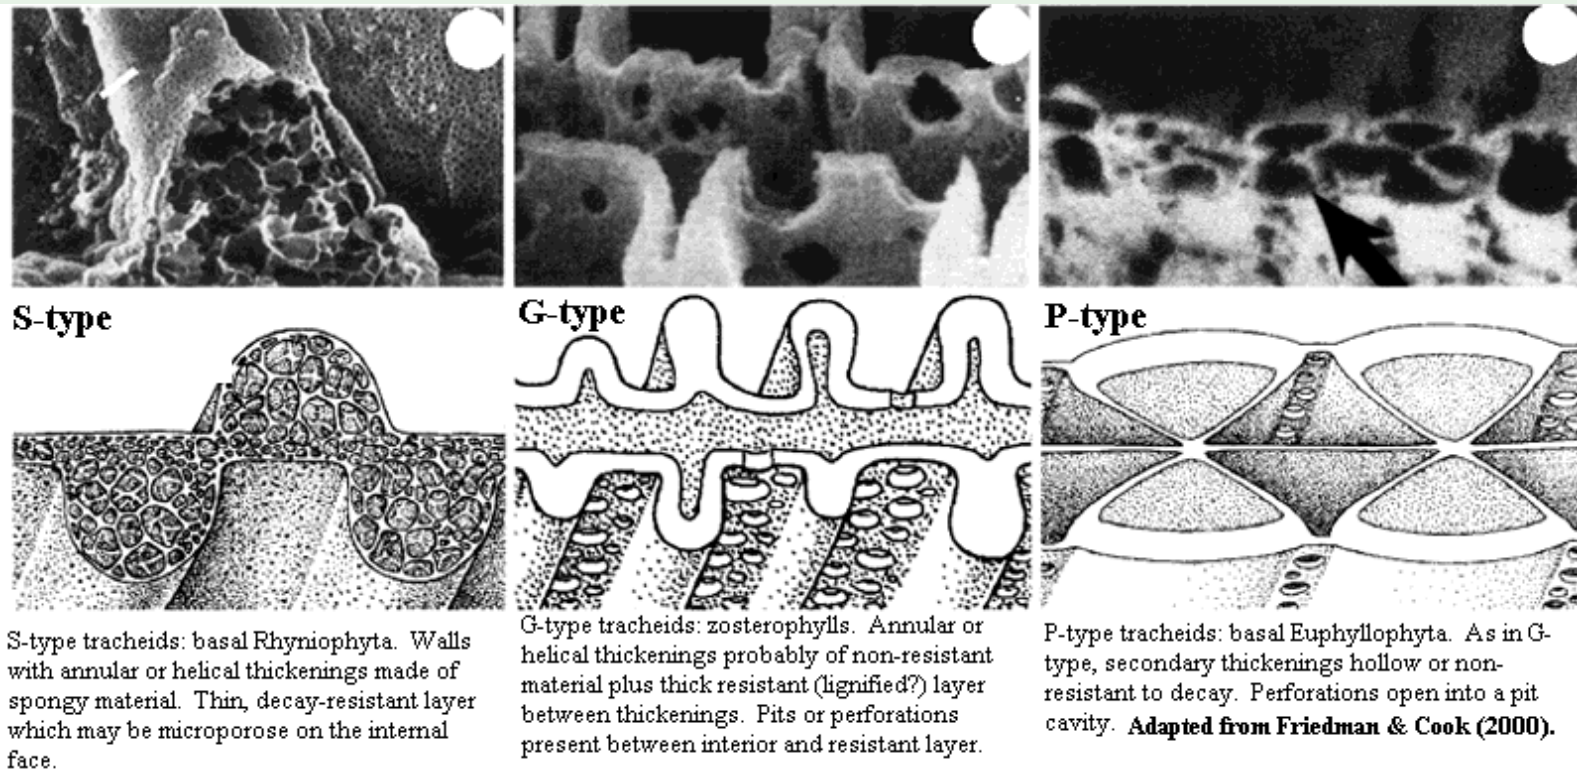 S-type
G-type
P-type
S-type tracheids: basal Rhyniophyta. Walls
with annular or helical thickenings made of
spongy material. Thin, decay-resistant layer
which may be microporose on the internal
face.
G-type tracheids: zosterophylls. Annular or
helical thickenings probably of non-resistant
material plus thick resistant (lignified?) layer
between thickenings. Pits or perforations
present between interior and resistant layer.
P-type tracheids: basal Euphyllophyta. As in G-
type, secondary thickenings hollow or non-
resistant to decay. Perforations open into a pit
cavity. Adapted from Friedman & Cook (2000).